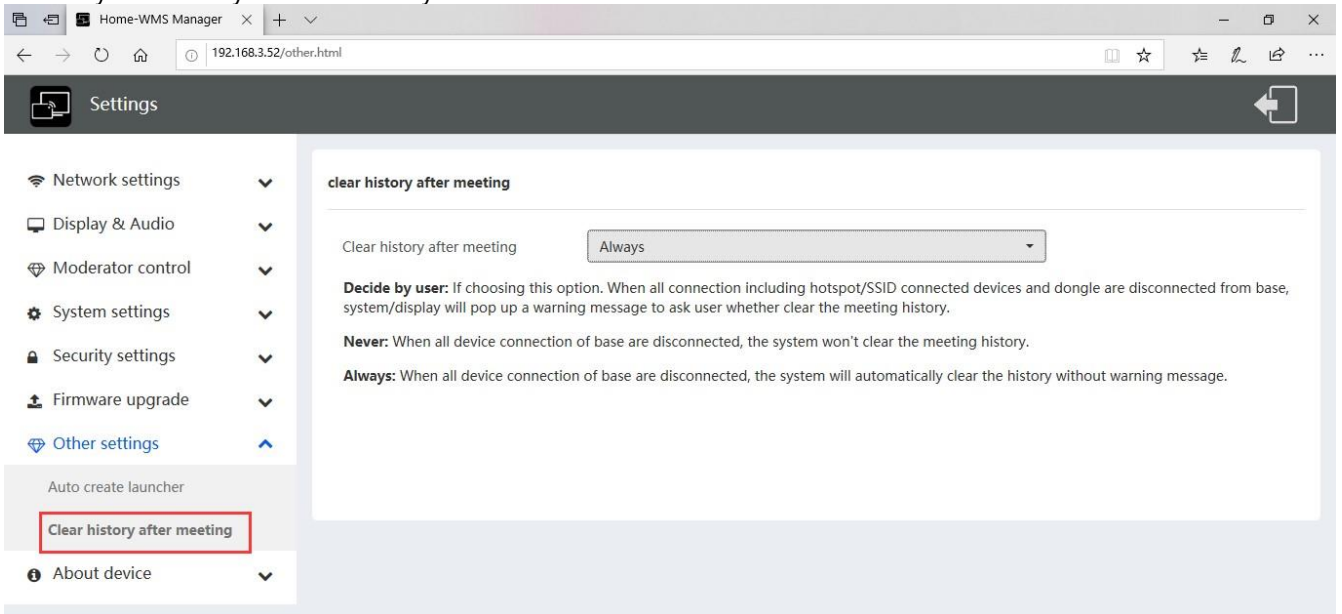 Home-WMS Manager
192.168.3.52/other.html
Settings
Network settings
Display & Audio
Moderator control
System settings
Security settings
Firmware upgrade
Other settings
Auto create launcher
Clear history after meeting
About device
clear history after meeting
Clear history after meeting
Always
Decide by user: If choosing this option. When all connection including hotspot/SSID connected devices and dongle are disconnected from base,
system/display will pop up a warning message to ask user whether clear the meeting history.
Never: When all device connection of base are disconnected, the system won't clear the meeting history.
Always: When all device connection of base are disconnected, the system will automatically clear the history without warning message.